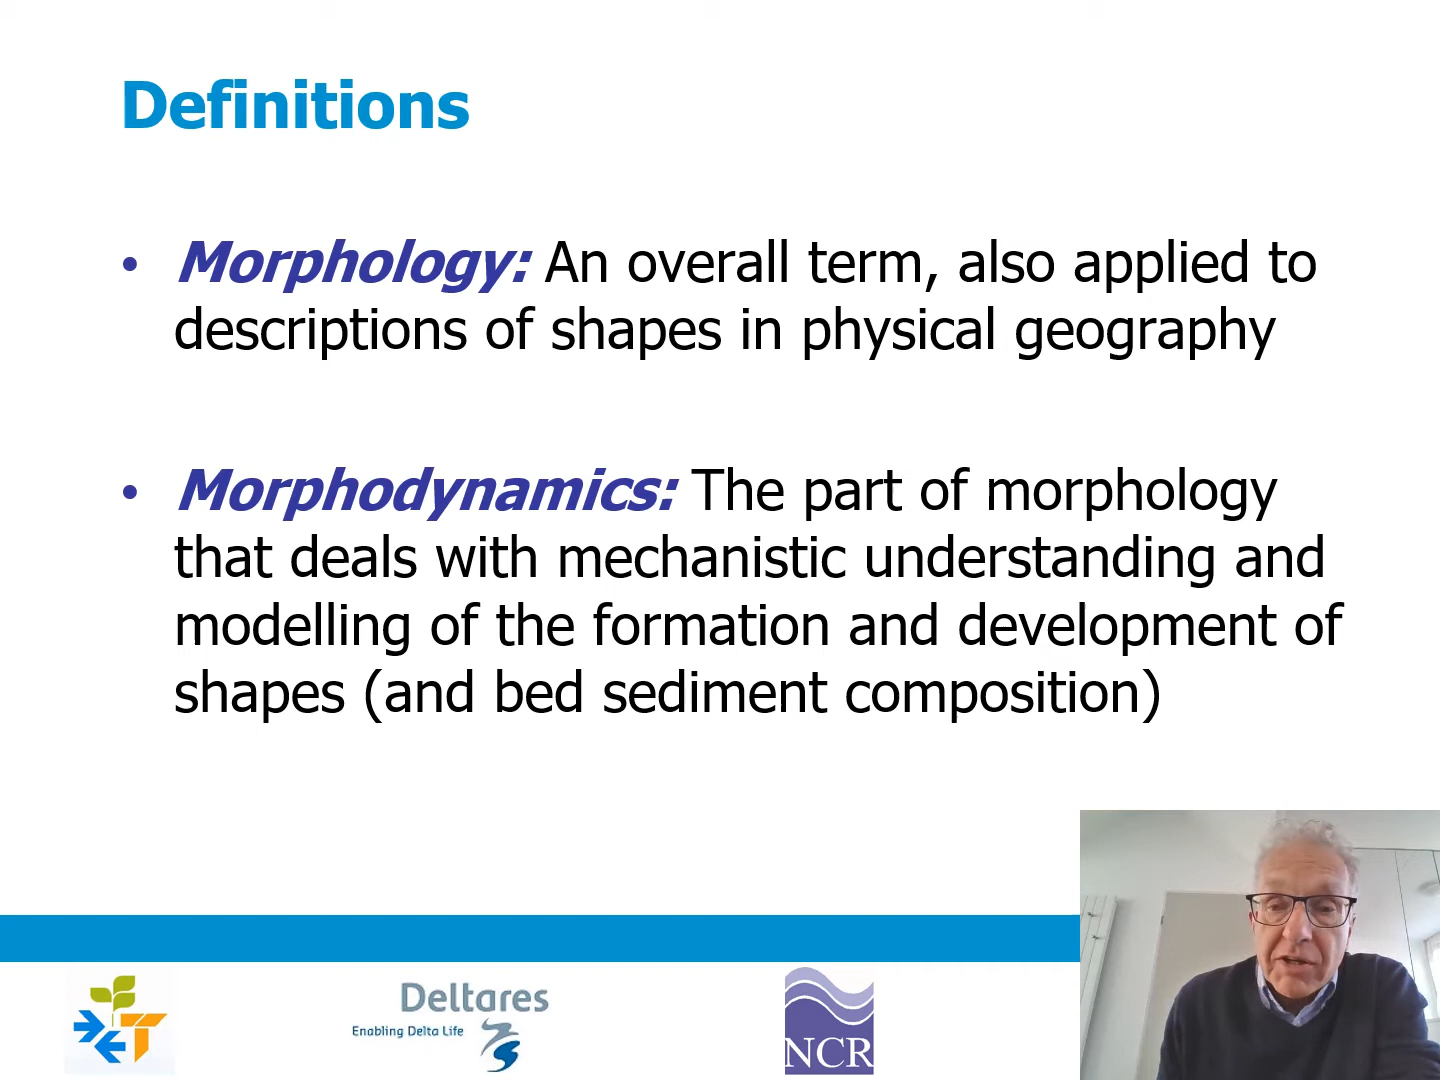 Definitions
• Morphology: An overall term, also applied to
descriptions of shapes in physical geography
• Morphodynamics: The part of morphology
that deals with mechanistic understanding and
modelling of the formation and development of
shapes (and bed sediment composition)
Deltares
Enabling Delta Life
NCR